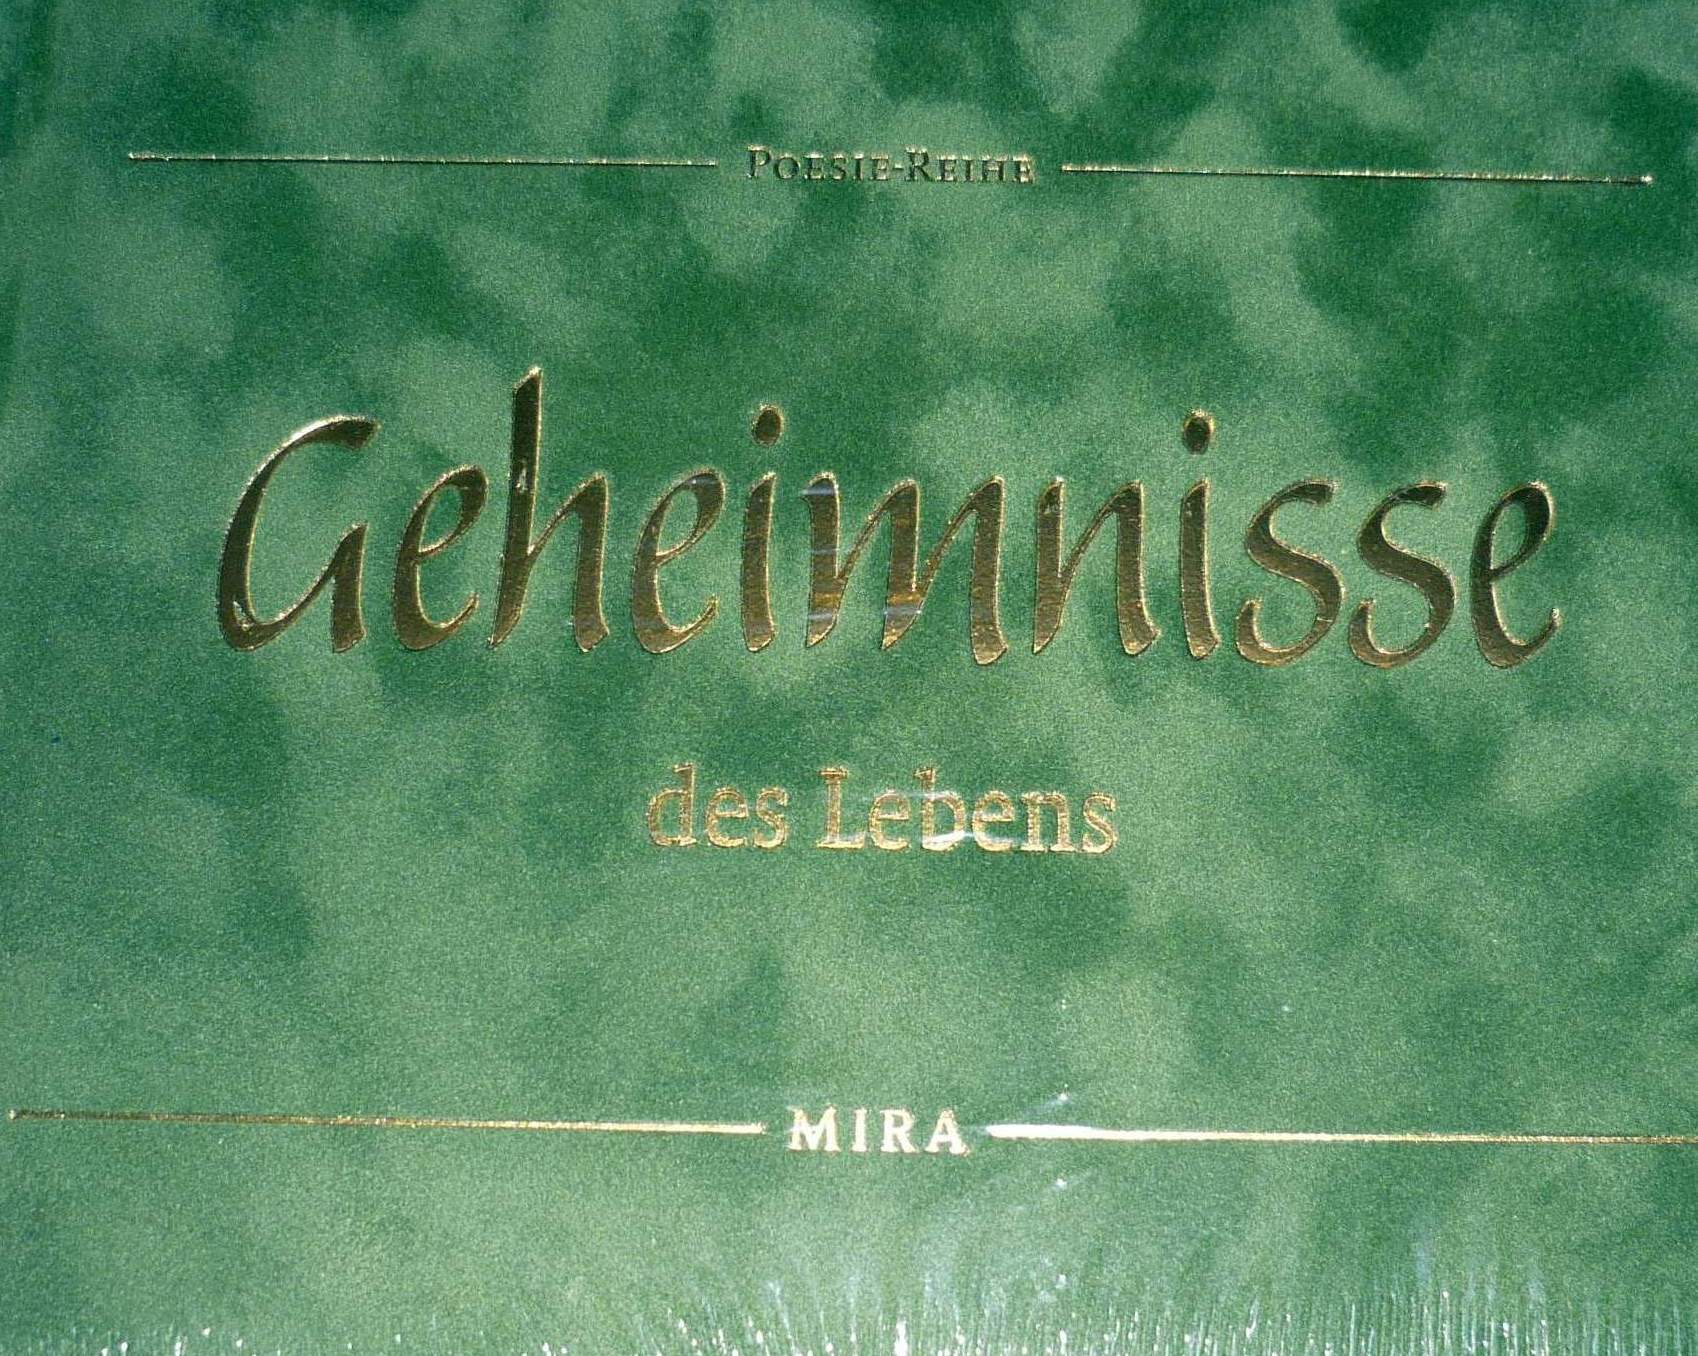 POESIE-REIHE
Geheimnisse
des Lebens
MIRA